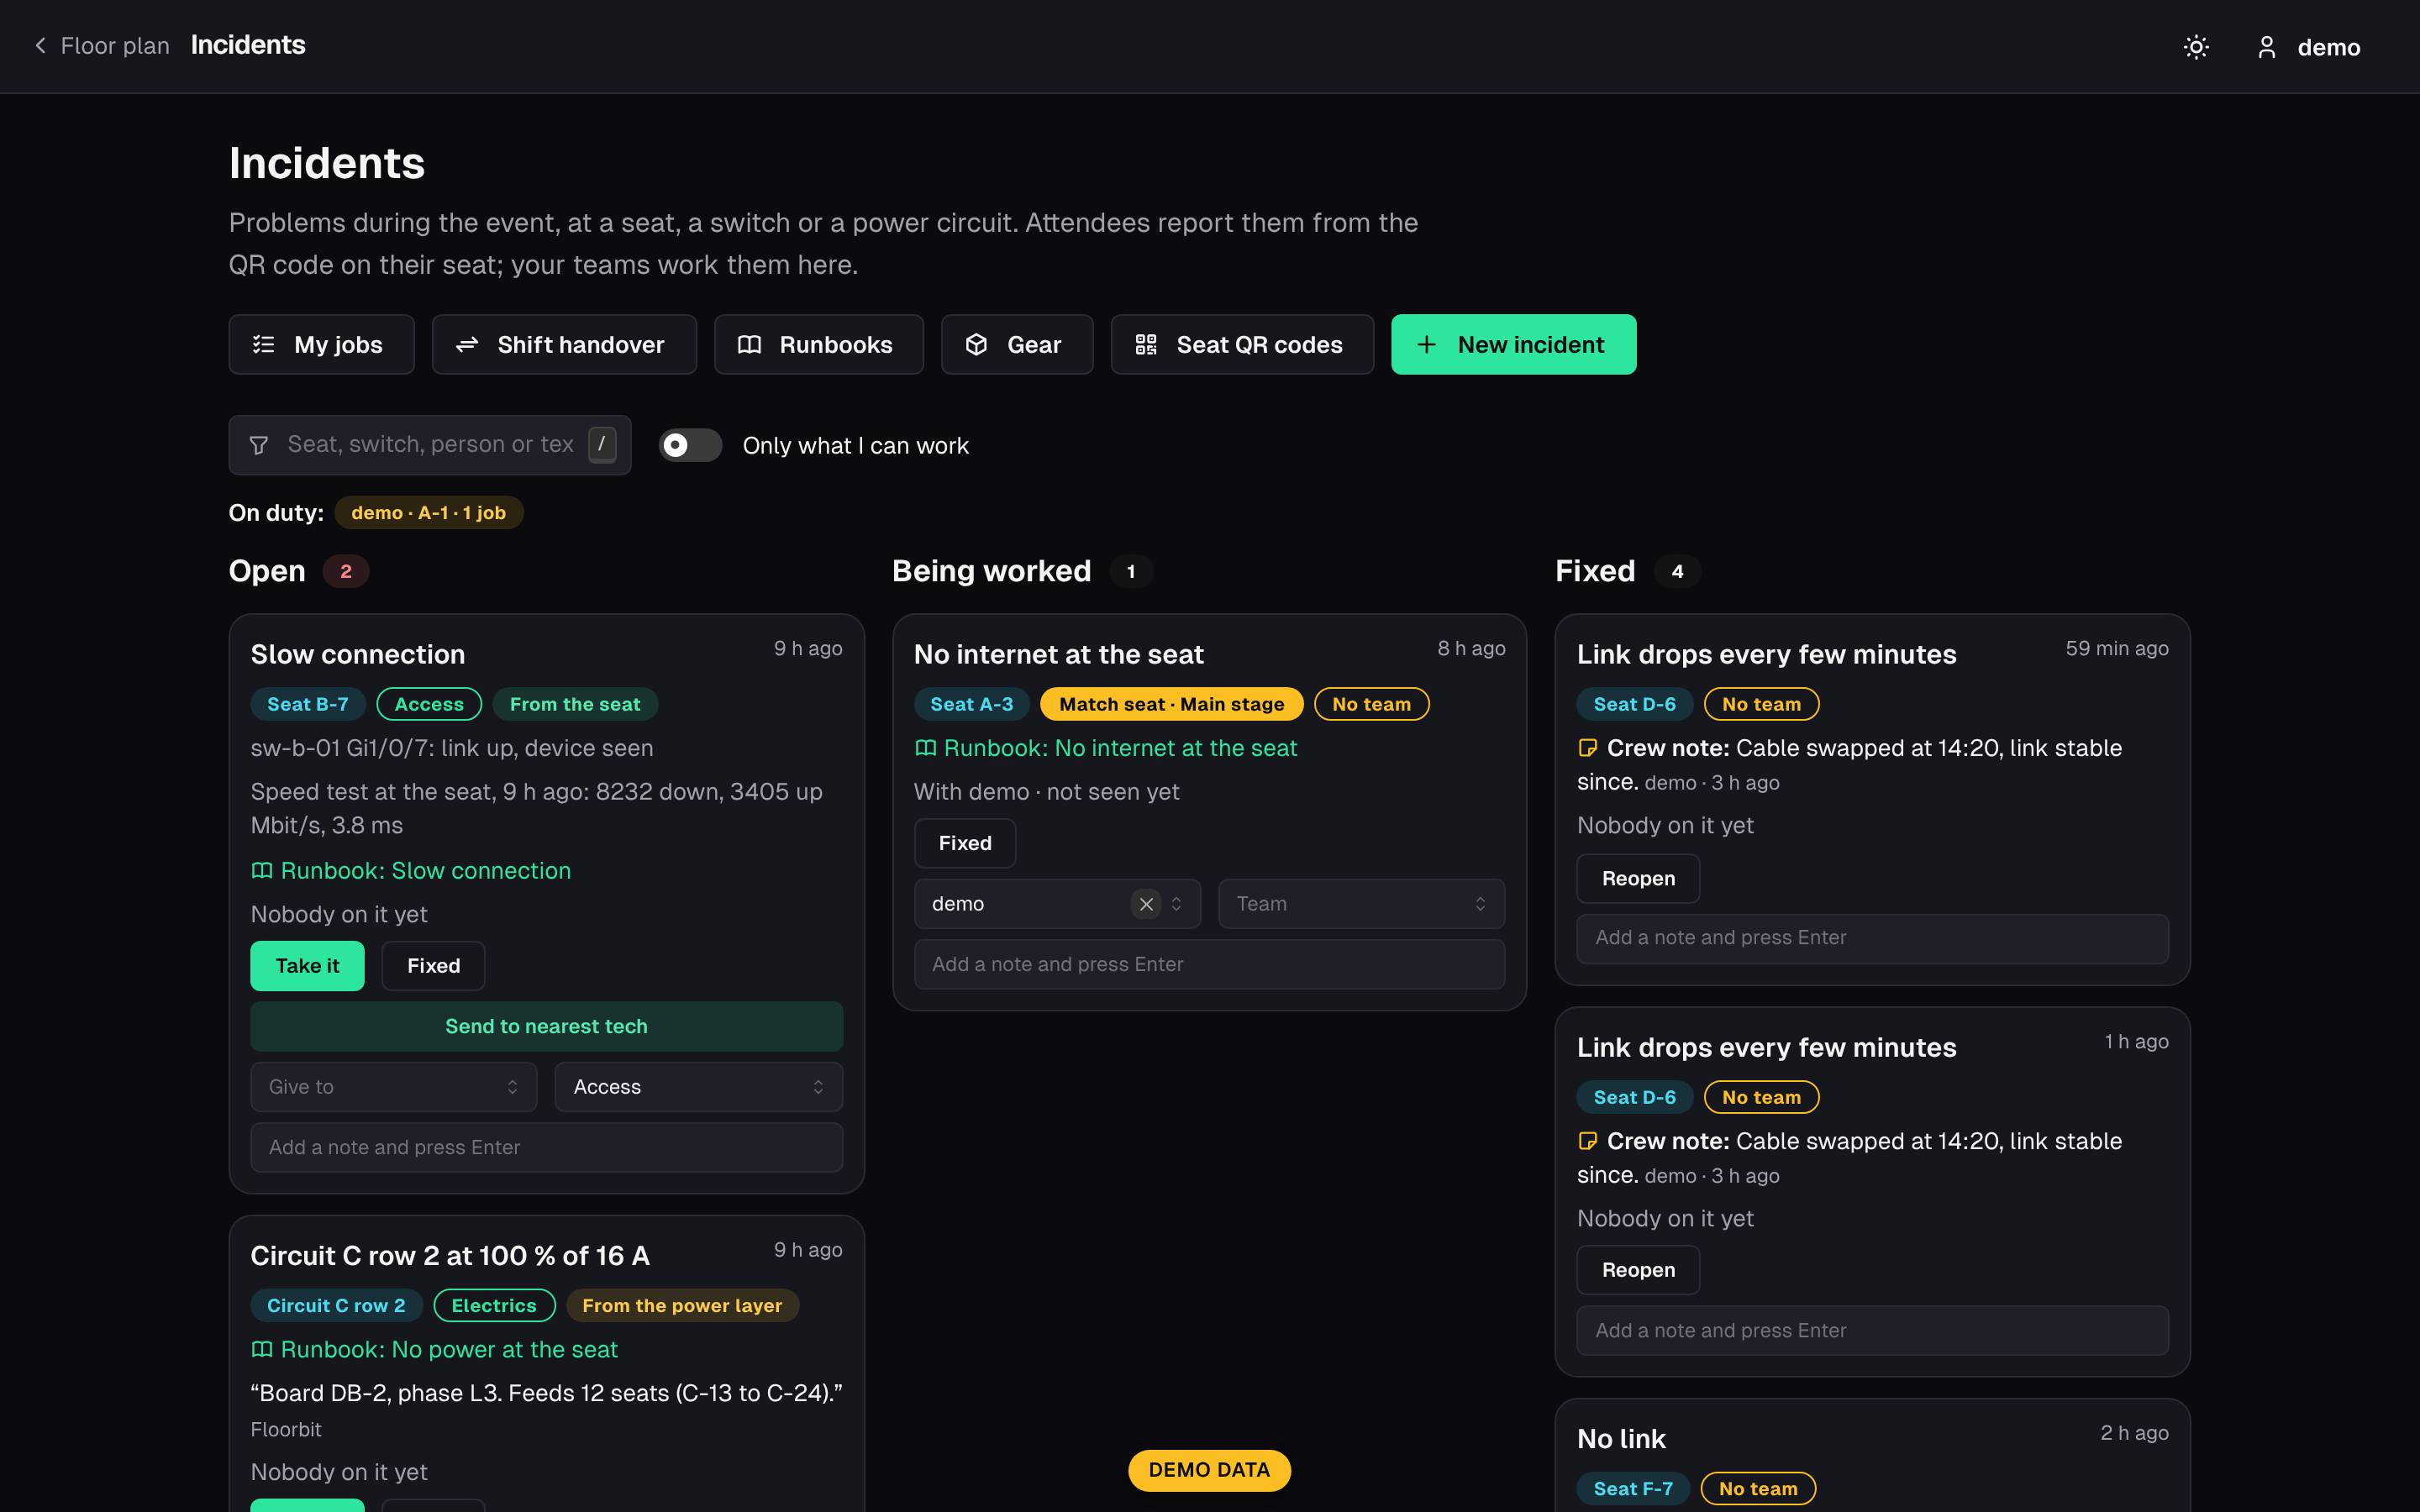 Floor plan Incidents demo
Incidents
Problems during the event, at a seat, a switch or a power circuit. Attendees report them from the
QR code on their seat; your teams work them here.
My jobs Shift handover Runbooks Gear Seat QR codes New incident
Seat, switch, person or tex / Only what I can work
On duty: demo · A-1 · 1 job
Open 2
Slow connection 9 h ago
Seat B-7 Access From the seat
sw-b-01 Gi1/0/7: link up, device seen
Speed test at the seat, 9 h ago: 8232 down, 3405 up
Mbit/s, 3.8 ms
Runbook: Slow connection
Nobody on it yet
Take it Fixed
Send to nearest tech
Give to Access
Add a note and press Enter
Circuit C row 2 at 100 % of 16 A 9 h ago
Circuit C row 2 Electrics From the power layer
Runbook: No power at the seat
“Board DB-2, phase L3. Feeds 12 seats (C-13 to C-24).”
Floorbit
Nobody on it yet
Being worked 1
No internet at the seat 8 h ago
Seat A-3 Match seat · Main stage No team
Runbook: No internet at the seat
With demo · not seen yet
Fixed
demo Team
Add a note and press Enter
Fixed 4
Link drops every few minutes 59 min ago
Seat D-6 No team
Crew note: Cable swapped at 14:20, link stable
since. demo · 3 h ago
Nobody on it yet
Reopen
Add a note and press Enter
Link drops every few minutes 1 h ago
Seat D-6 No team
Crew note: Cable swapped at 14:20, link stable
since. demo · 3 h ago
Nobody on it yet
Reopen
Add a note and press Enter
No link 2 h ago
Seat F-7 No team
DEMO DATA